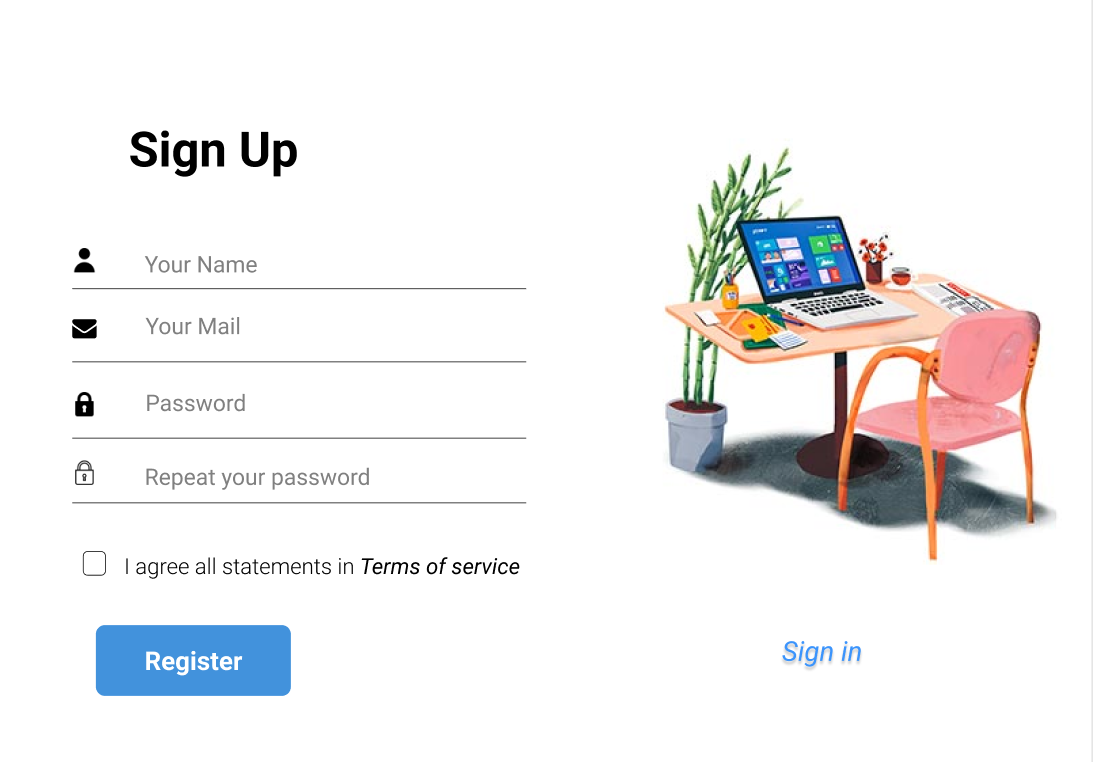 Sign Up
Your Name
Your Mail
Password
Repeat your password
I agree all statements in Terms of service
Register
Sign in